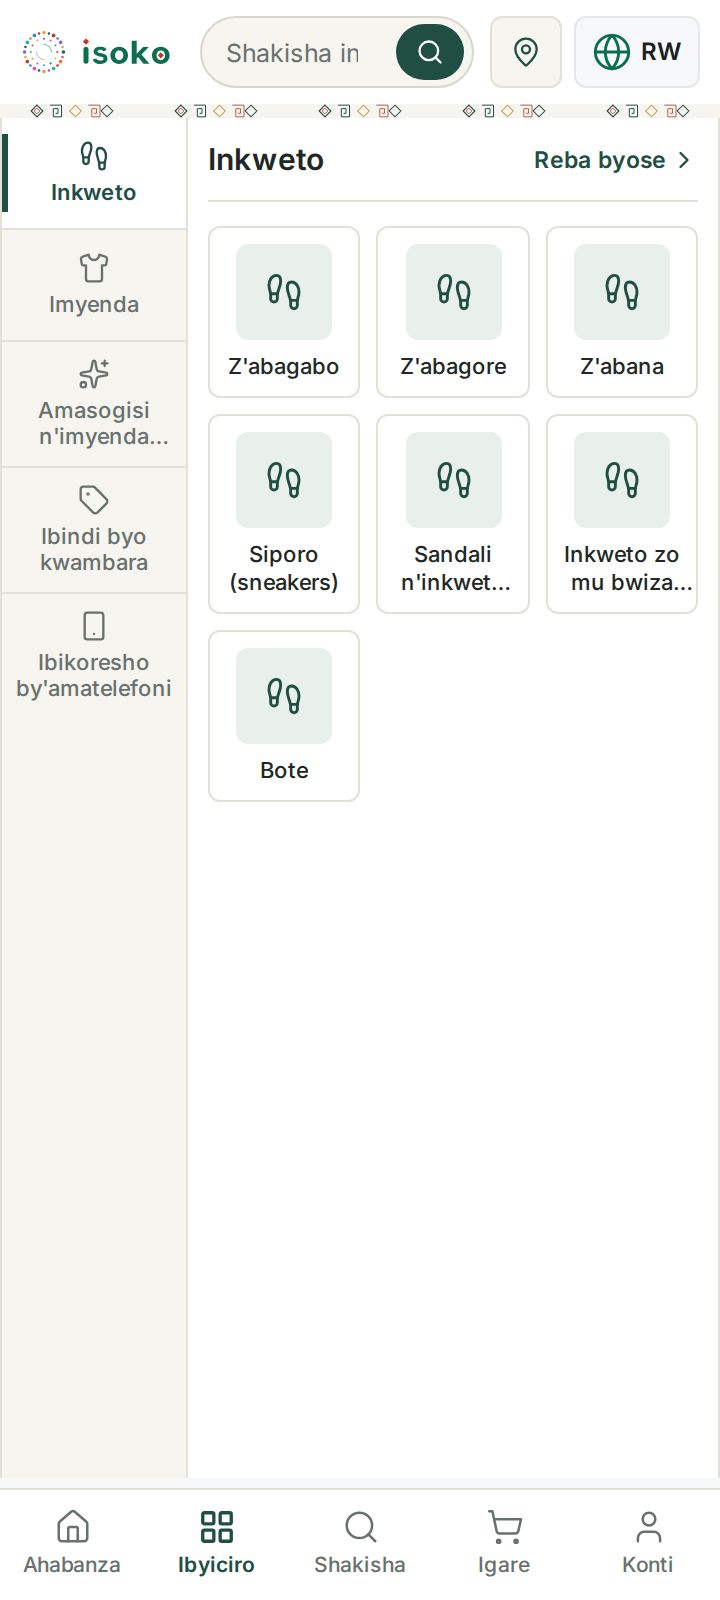 isoko
Shakisha in
RW
Inkweto
Imyenda
Amasogisi
n'imyenda...
Ibindi byo
kwambara
Ibikoresho
by'amatelefoni
Inkweto
Reba byose
Z'abagabo
Z'abagore
Z'abana
Siporo
(sneakers)
Sandali
n'inkwet...
Inkweto zo
mu bwiza...
Bote
Ahabanza
Ibyiciro
Shakisha
Igare
Konti